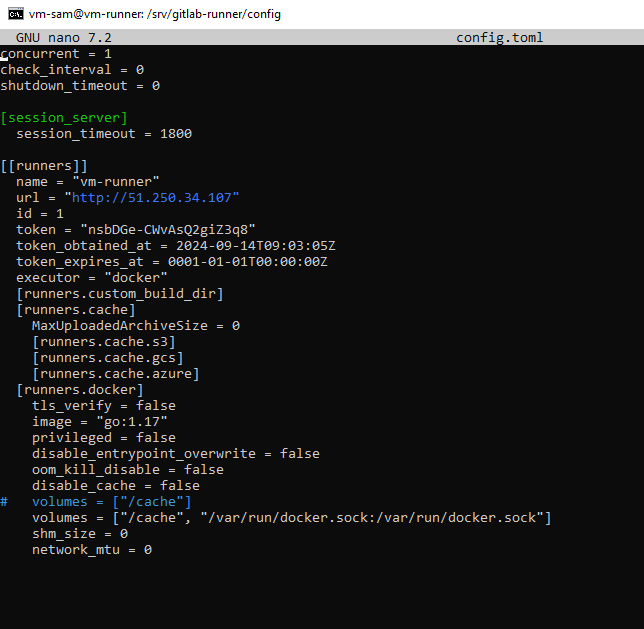 vm-sam@vm-runner: /srv/gitlab-runner/config
GNU nano 7.2 config.toml
concurrent = 1
check_interval = 0
shutdown_timeout = 0
[session_server]
session_timeout = 1800
[[runners]]
name = "vm-runner"
url = "http://51.250.34.107"
id = 1
token = "nsbDGe-CWvAsQ2giZ3q8"
token_obtained_at = 2024-09-14T09:03:05Z
token_expires_at = 0001-01-01T00:00:00Z
executor = "docker"
[runners.custom_build_dir]
[runners.cache]
MaxUploadedArchiveSize = 0
[runners.cache.s3]
[runners.cache.gcs]
[runners.cache.azure]
[runners.docker]
tls_verify = false
image = "go:1.17"
privileged = false
disable_entrypoint_overwrite = false
oom_kill_disable = false
disable_cache = false
# volumes = ["/cache"]
volumes = ["/cache", "/var/run/docker.sock:/var/run/docker.sock"]
shm_size = 0
network_mtu = 0